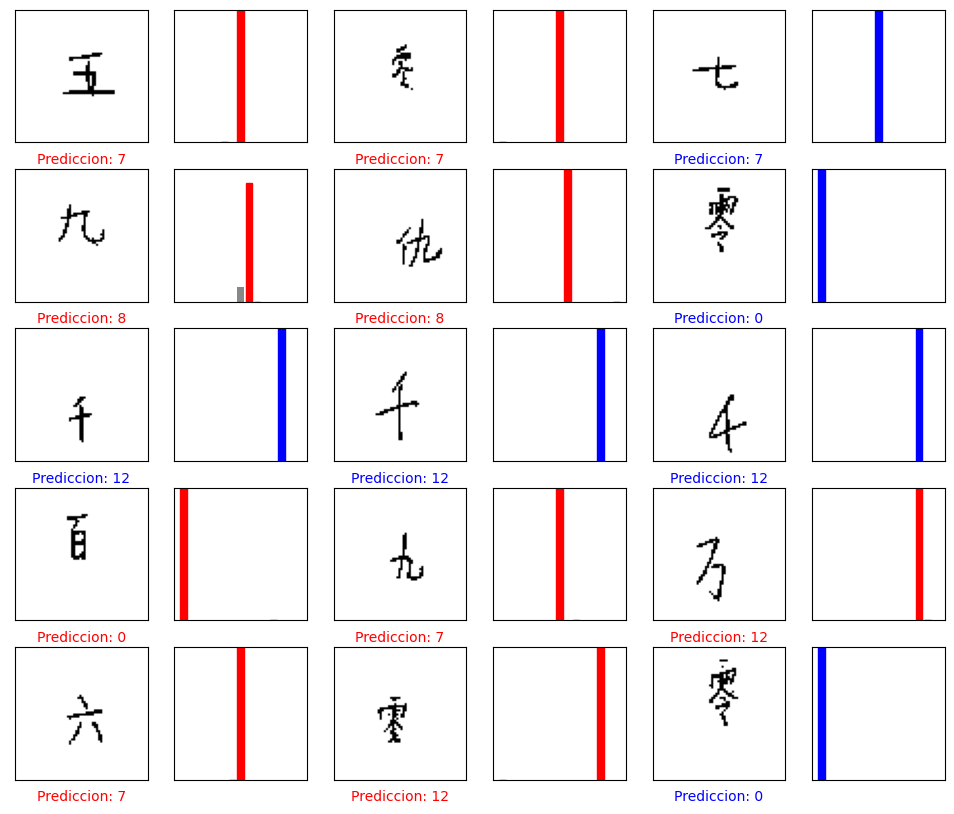 五 零 七
Prediccion: 7 Prediccion: 7 Prediccion: 7
九 零
Prediccion: 8 Prediccion: 8 Prediccion: 0
千 千 千
Prediccion: 12 Prediccion: 12 Prediccion: 12
百 九 万
Prediccion: 0 Prediccion: 7 Prediccion: 12
六 零 零
Prediccion: 7 Prediccion: 12 Prediccion: 0